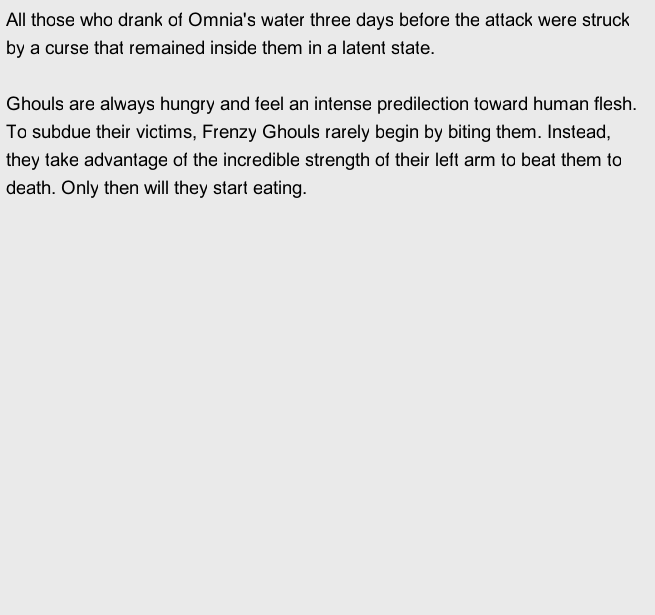 All those who drank of Omnia's water three days before the attack were struck
by a curse that remained inside them in a latent state.
Ghouls are always hungry and feel an intense predilection toward human flesh.
To subdue their victims, Frenzy Ghouls rarely begin by biting them. Instead,
they take advantage of the incredible strength of their left arm to beat them to
death. Only then will they start eating.